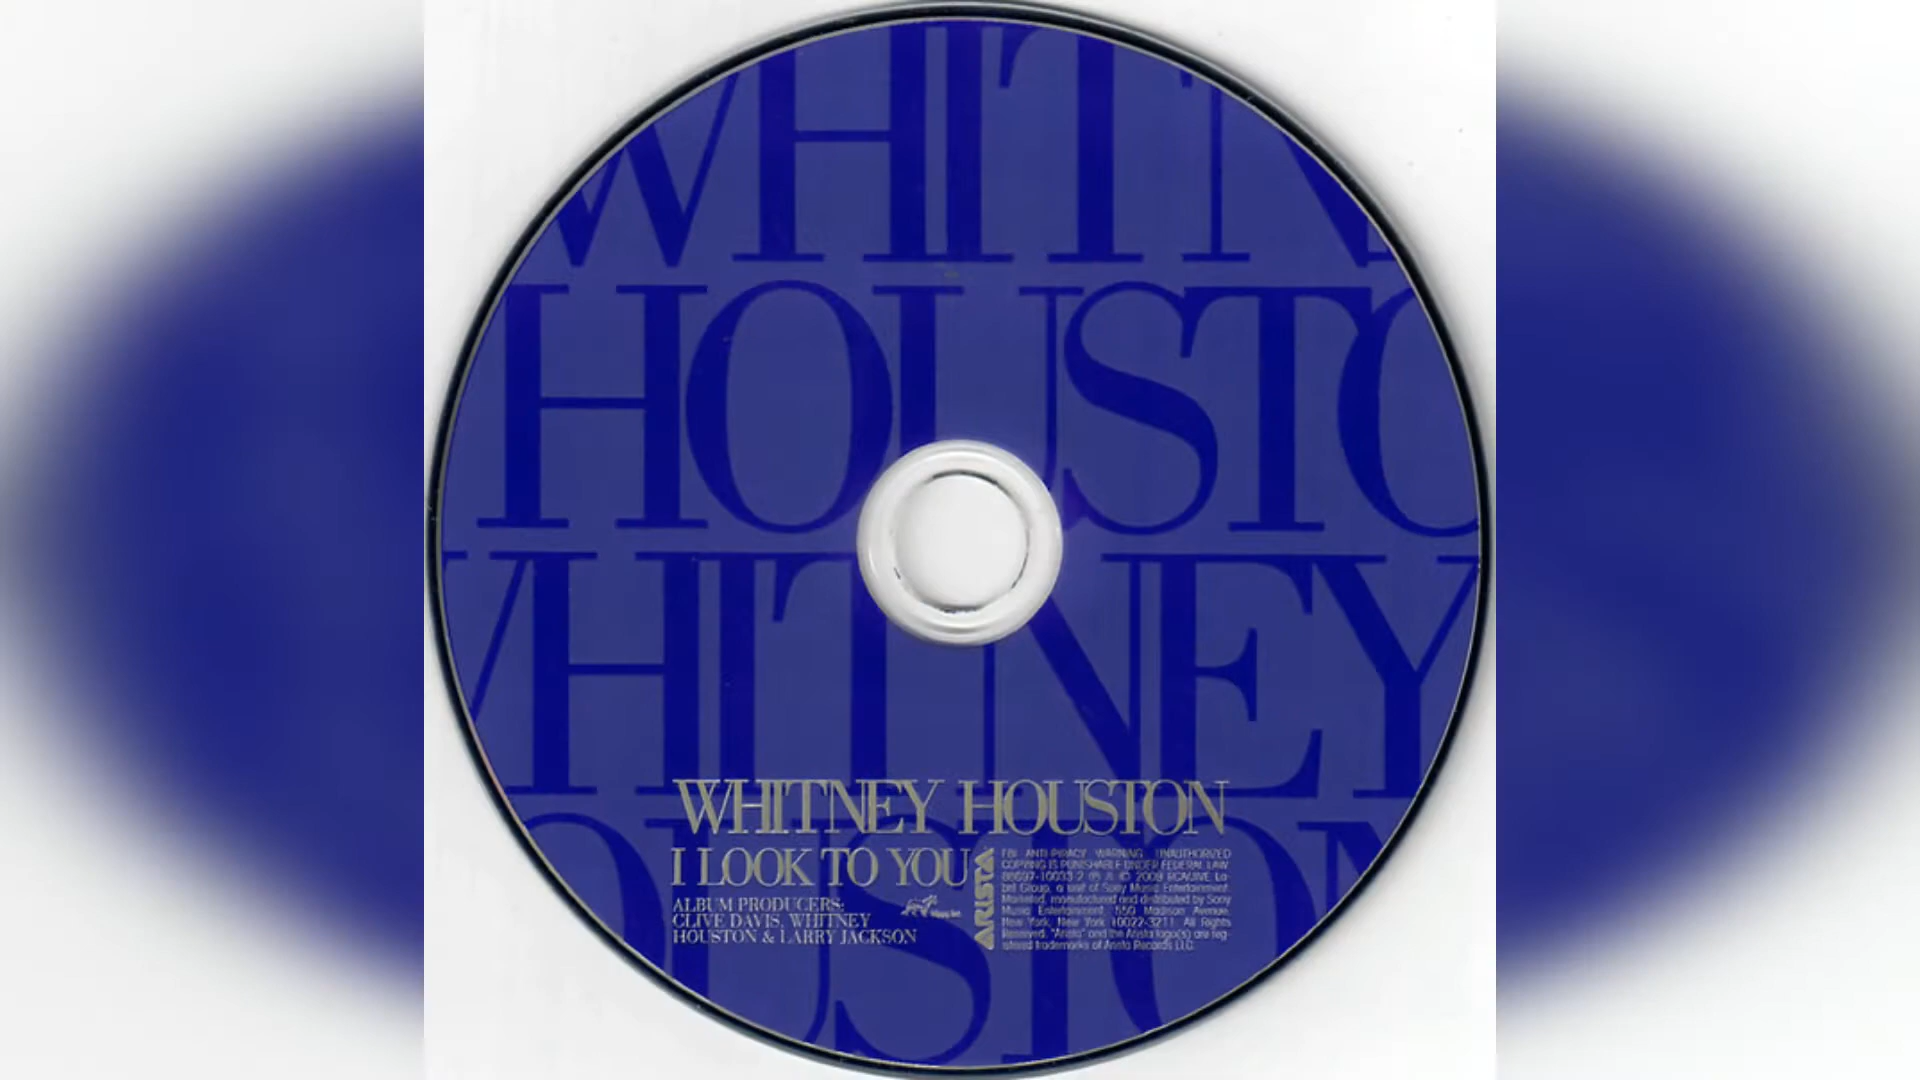 WHITN
HOUSTO
WHITNEY
OUSTON
WHITNEY HOUSTON
I LOOK TO YOU
ALBUM PRODUCERS:
CLIVE DAVIS, WHITNEY
HOUSTON & LARRY JACKSON
ARISTA
FBI ANTI-PIRACY WARNING: UNAUTHORIZED
COPYING IS PUNISHABLE UNDER FEDERAL LAW.
88697-10033-2 ℗ & © 2009 RCA/JIVE La-
bel Group, a unit of Sony Music Entertainment.
Marketed, manufactured and distributed by Sony
Music Entertainment, 550 Madison Avenue,
New York, New York 10022-3211. All Rights
Reserved. "Arista" and the Arista logo(s) are reg-
istered trademarks of Arista Records LLC.